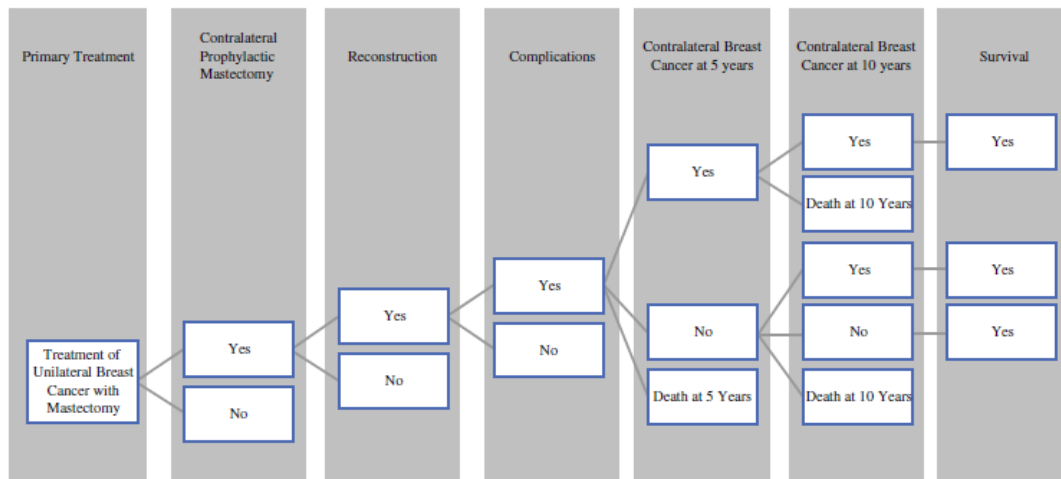 Primary Treatment
Contralateral
Prophylactic
Mastectomy
Reconstruction
Complications
Contralateral Breast
Cancer at 5 years
Contralateral Breast
Cancer at 10 years
Survival
Treatment of
Unilateral Breast
Cancer with
Mastectomy
Yes
No
Yes
No
Yes
No
Yes
No
Death at 5 Years
Yes
Death at 10 Years
Yes
No
Death at 10 Years
Yes
Yes
Yes